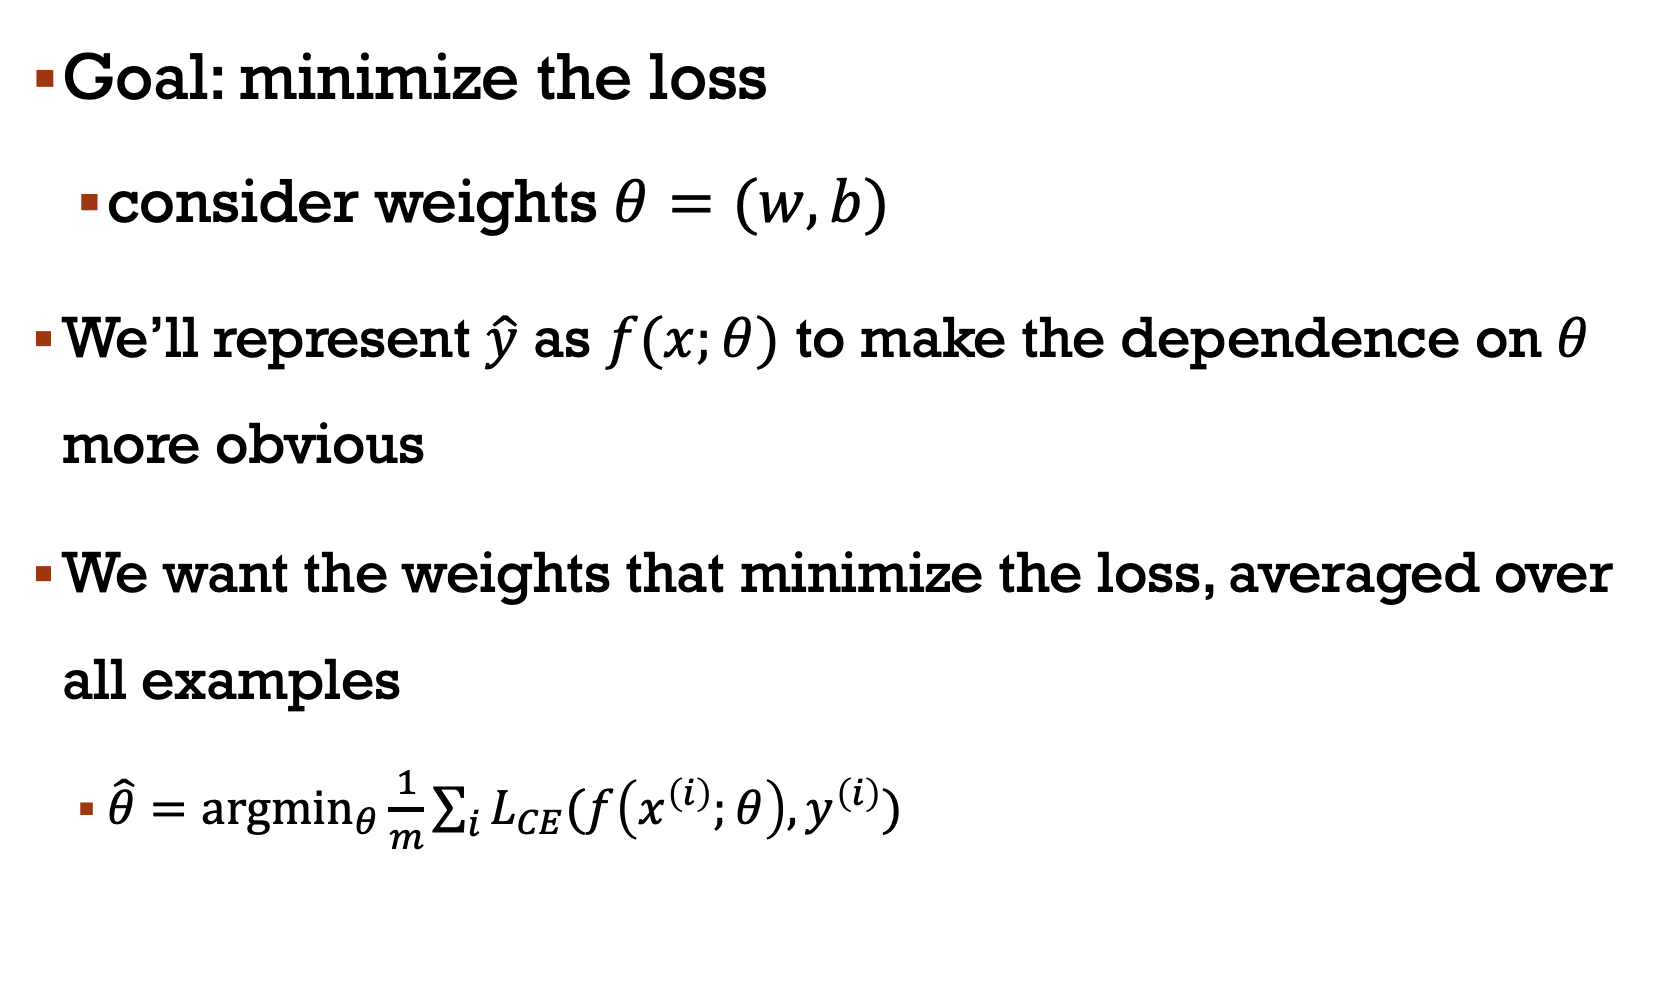 ▪Goal: minimize the loss
▪consider weights θ = (w, b)
▪We’ll represent ŷ as f(x; θ) to make the dependence on θ
more obvious
▪We want the weights that minimize the loss, averaged over
all examples
▪ θ̂ = argmin_θ 1/m ∑_i L_CE(f(x^(i); θ), y^(i))